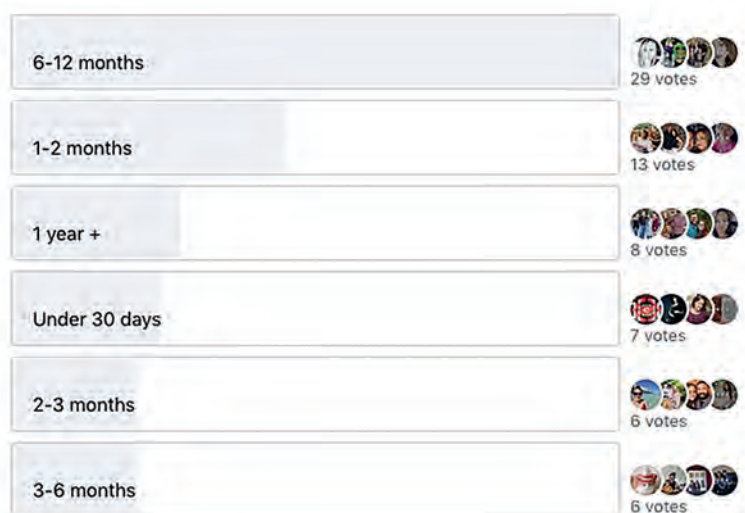 6-12 months
29 votes
1-2 months
13 votes
1 year +
8 votes
Under 30 days
7 votes
2-3 months
6 votes
3-6 months
6 votes